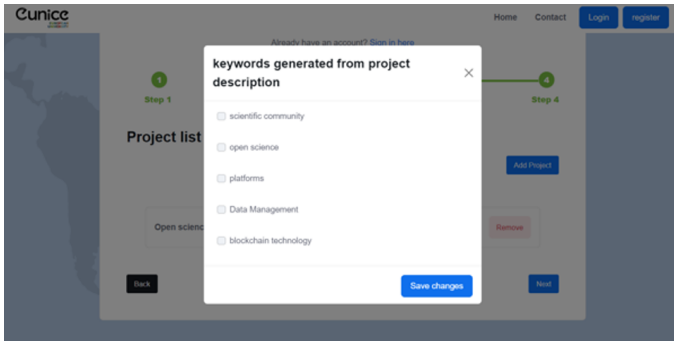 Eunice
Home Contact Login register
Already have an account? Sign in here
keywords generated from project
description
1
4
Step 1
Step 4
scientific community
Project list
open science
Add Project
platforms
Data Management
Open scienc
Remove
blockchain technology
Back
Save changes
Next